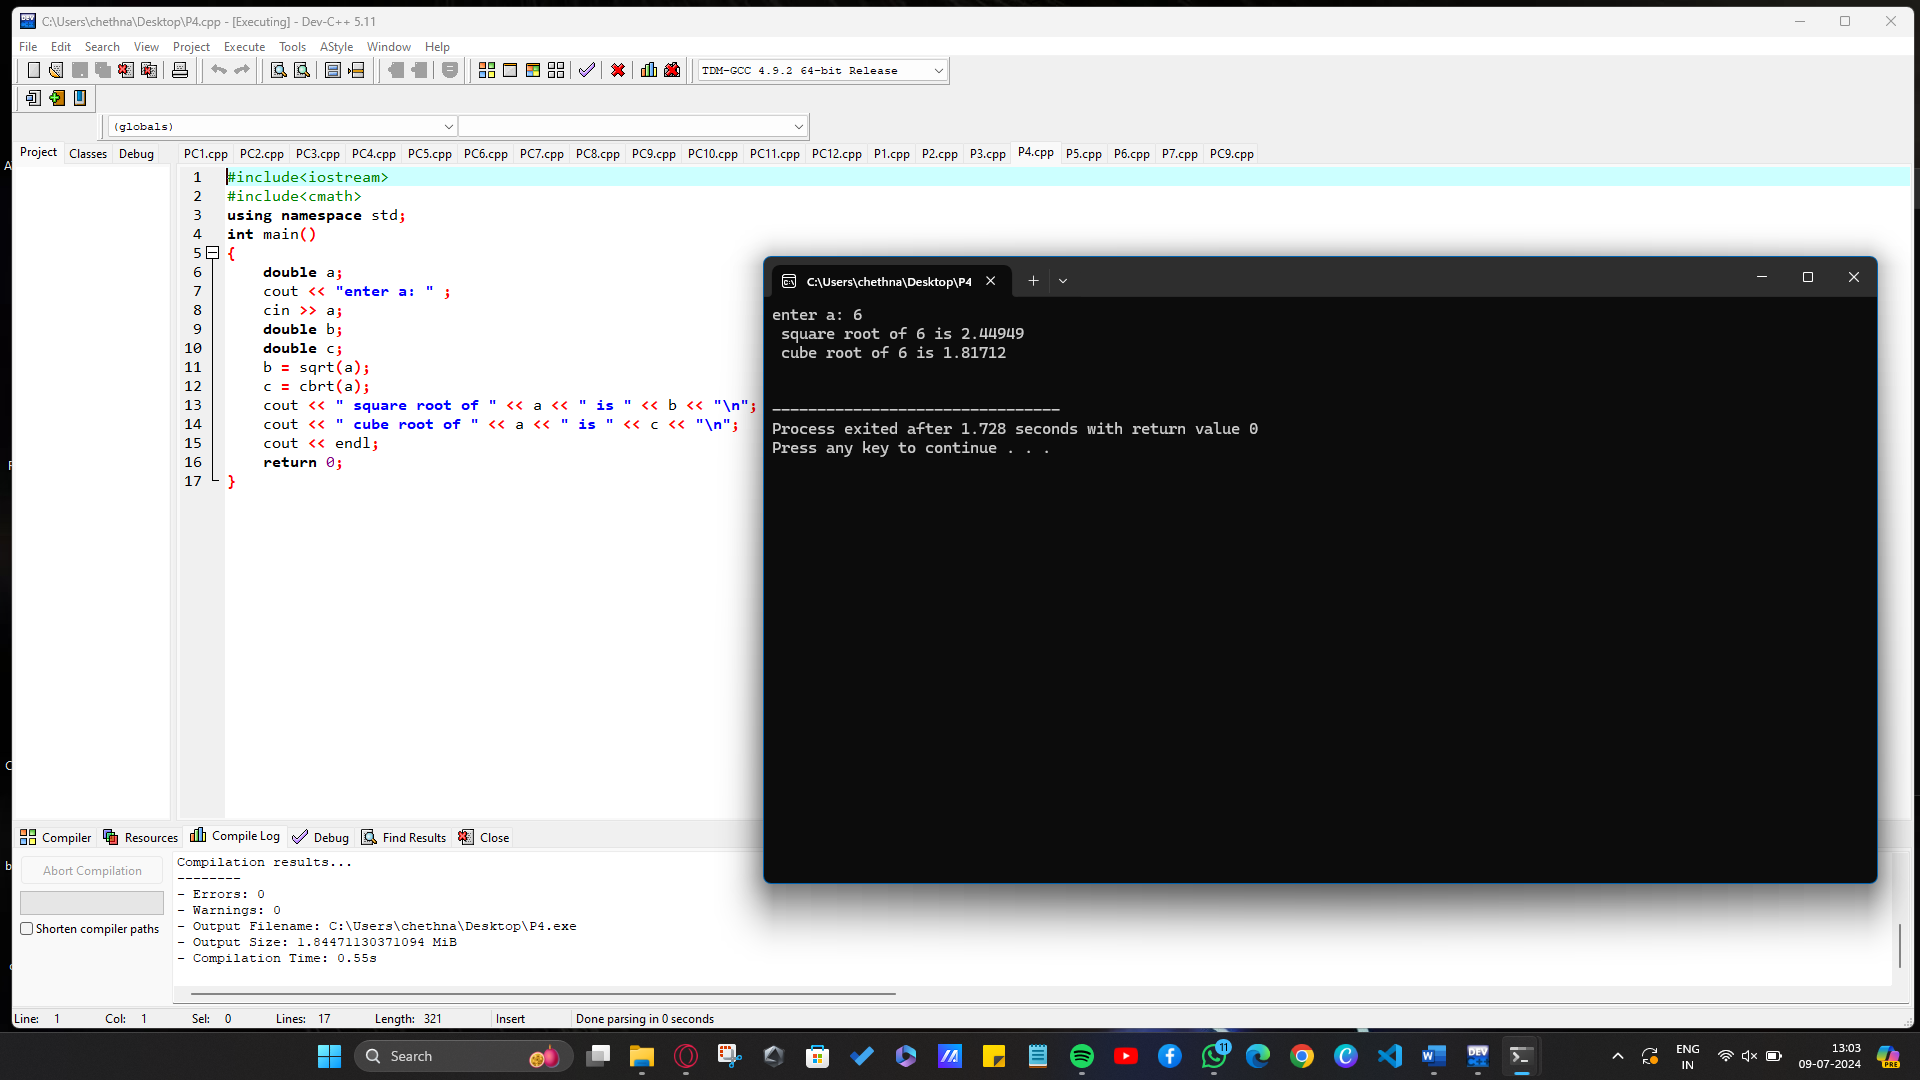 C:\Users\chethna\Desktop\P4.cpp - [Executing] - Dev-C++ 5.11
File Edit Search View Project Execute Tools AStyle Window Help
TDM-GCC 4.9.2 64-bit Release
(globals)
Project Classes Debug PC1.cpp PC2.cpp PC3.cpp PC4.cpp PC5.cpp PC6.cpp PC7.cpp PC8.cpp PC9.cpp PC10.cpp PC11.cpp PC12.cpp P1.cpp P2.cpp P3.cpp P4.cpp P5.cpp P6.cpp P7.cpp PC9.cpp
1 #include<iostream>
2 #include<cmath>
3 using namespace std;
4 int main()
5 {
6 double a;
7 cout << "enter a: " ;
8 cin >> a;
9 double b;
10 double c;
11 b = sqrt(a);
12 c = cbrt(a);
13 cout << " square root of " << a << " is " << b << "\n";
14 cout << " cube root of " << a << " is " << c << "\n";
15 cout << endl;
16 return 0;
17 }
C:\Users\chethna\Desktop\P4
enter a: 6
square root of 6 is 2.44949
cube root of 6 is 1.81712
--------------------------------
Process exited after 1.728 seconds with return value 0
Press any key to continue . . .
Compiler Resources Compile Log Debug Find Results Close
Abort Compilation
Shorten compiler paths
Compilation results...
--------
- Errors: 0
- Warnings: 0
- Output Filename: C:\Users\chethna\Desktop\P4.exe
- Output Size: 1.84471130371094 MiB
- Compilation Time: 0.55s
Line: 1 Col: 1 Sel: 0 Lines: 17 Length: 321 Insert Done parsing in 0 seconds
Search
11
DEV
ENG
IN
13:03
09-07-2024
PRE